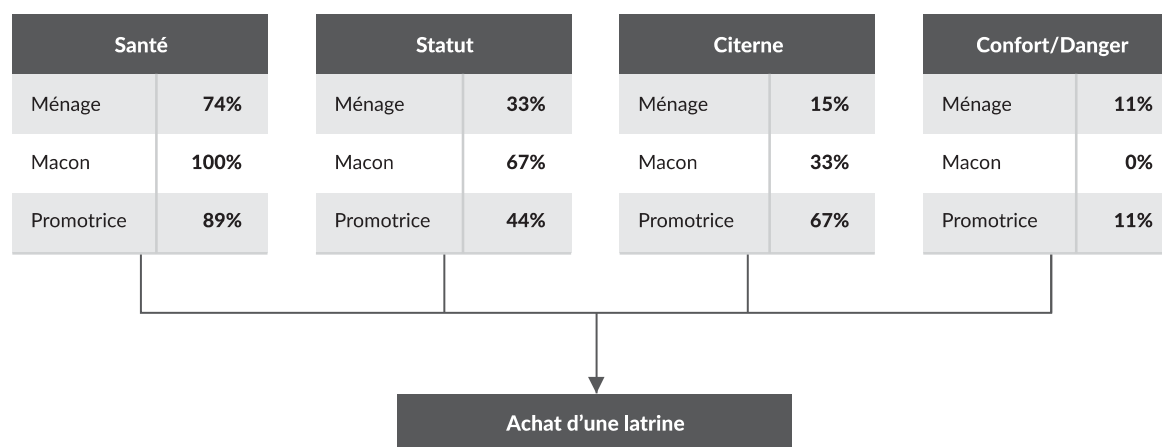 Santé Statut Citerne Confort/Danger
Ménage 74% Ménage 33% Ménage 15% Ménage 11%
Macon 100% Macon 67% Macon 33% Macon 0%
Promotrice 89% Promotrice 44% Promotrice 67% Promotrice 11%
Achat d’une latrine